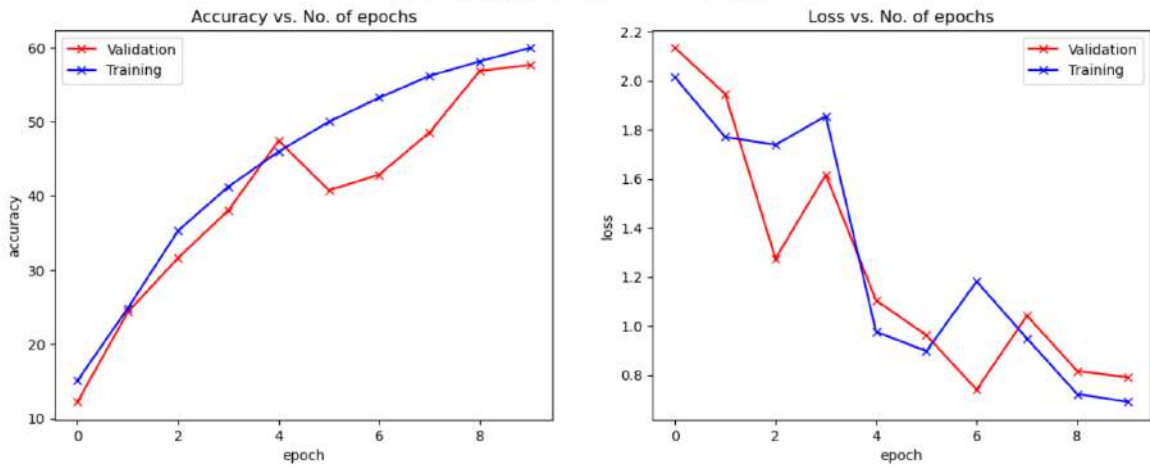 Accuracy vs. No. of epochs
Validation
Training
60
50
40
30
20
10
accuracy
0
2
4
6
8
epoch
Loss vs. No. of epochs
Validation
Training
2.2
2.0
1.8
1.6
1.4
1.2
1.0
0.8
loss
0
2
4
6
8
epoch